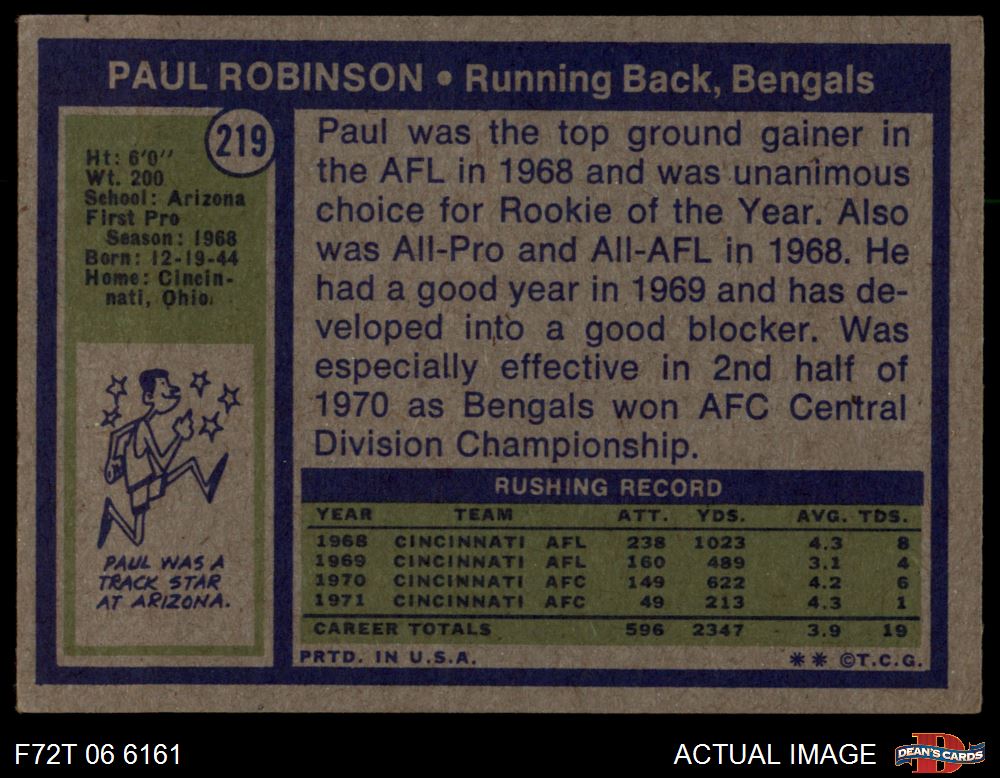 PAUL ROBINSON • Running Back, Bengals
219
Ht: 6'0''
Wt. 200
School: Arizona
First Pro
Season: 1968
Born: 12-19-44
Home: Cincin-
nati, Ohio.
PAUL WAS A
TRACK STAR
AT ARIZONA.
Paul was the top ground gainer in
the AFL in 1968 and was unanimous
choice for Rookie of the Year. Also
was All-Pro and All-AFL in 1968. He
had a good year in 1969 and has de-
veloped into a good blocker. Was
especially effective in 2nd half of
1970 as Bengals won AFC Central
Division Championship.
RUSHING RECORD
YEAR TEAM ATT. YDS. AVG. TDS.
1968 CINCINNATI AFL 238 1023 4.3 8
1969 CINCINNATI AFL 160 489 3.1 4
1970 CINCINNATI AFC 149 622 4.2 6
1971 CINCINNATI AFC 49 213 4.3 1
CAREER TOTALS 596 2347 3.9 19
PRTD. IN U.S.A. ** ©T.C.G.
F72T 06 6161 ACTUAL IMAGE DEAN'S CARDS